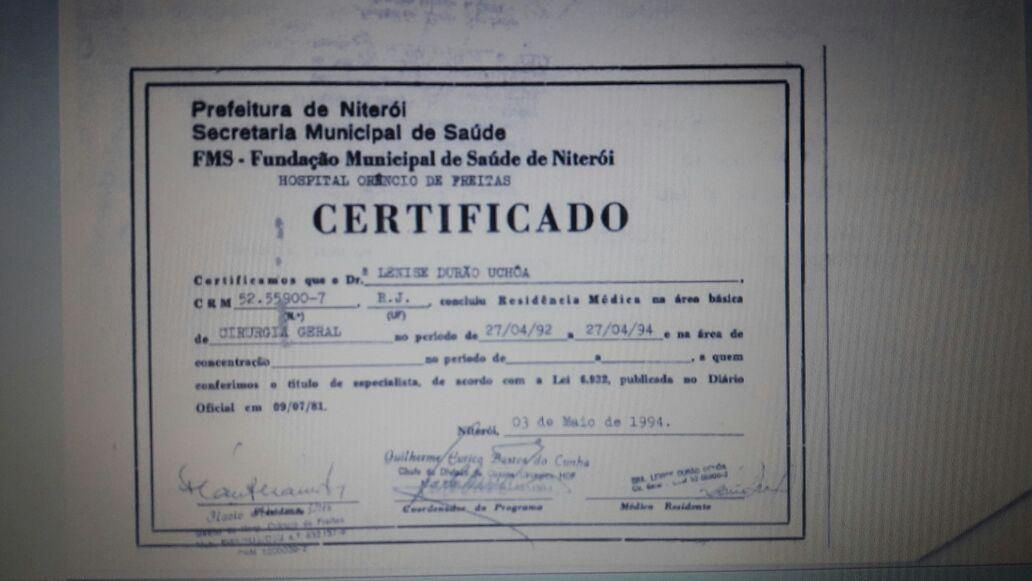 Prefeitura de Niterói
Secretaria Municipal de Saúde
FMS - Fundação Municipal de Saúde de Niterói
HOSPITAL ORÊNCIO DE FREITAS
CERTIFICADO
Certificamos que o Dr.ª LENISE DURÃO UCHÔA
CRM 52.55900-7, R.J., concluiu Residência Médica na área básica
(N.º) (UF)
de CIRURGIA GERAL no período de 27/04/92 a 27/04/94 e na área de
concentração no período de a , a quem
conferimos o título de especialista, de acordo com a Lei 6.932, publicada no Diário
Oficial em 09/07/81.
Niterói, 03 de Maio de 1994.
Guilherme Eurico Bastos da Cunha
DRA. LENISE DURÃO UCHÔA
Coordenador do Programa
Médico Residente